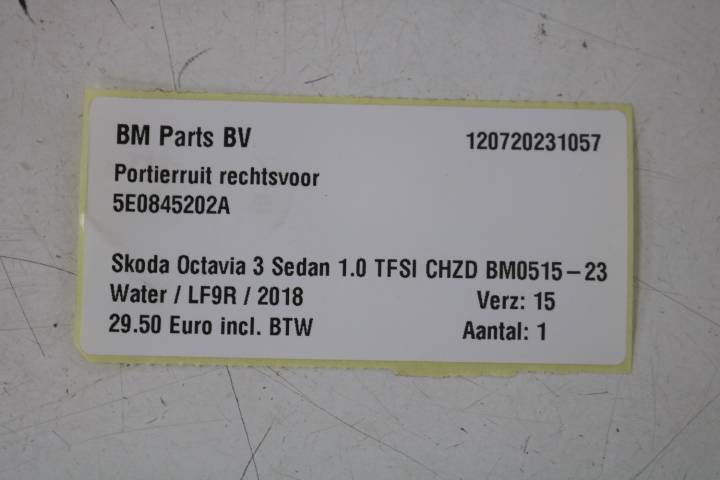 BM Parts BV 120720231057
Portierruit rechtsvoor
5E0845202A
Skoda Octavia 3 Sedan 1.0 TFSI CHZD BM0515-23
Water / LF9R / 2018 Verz: 15
29.50 Euro incl. BTW Aantal: 1